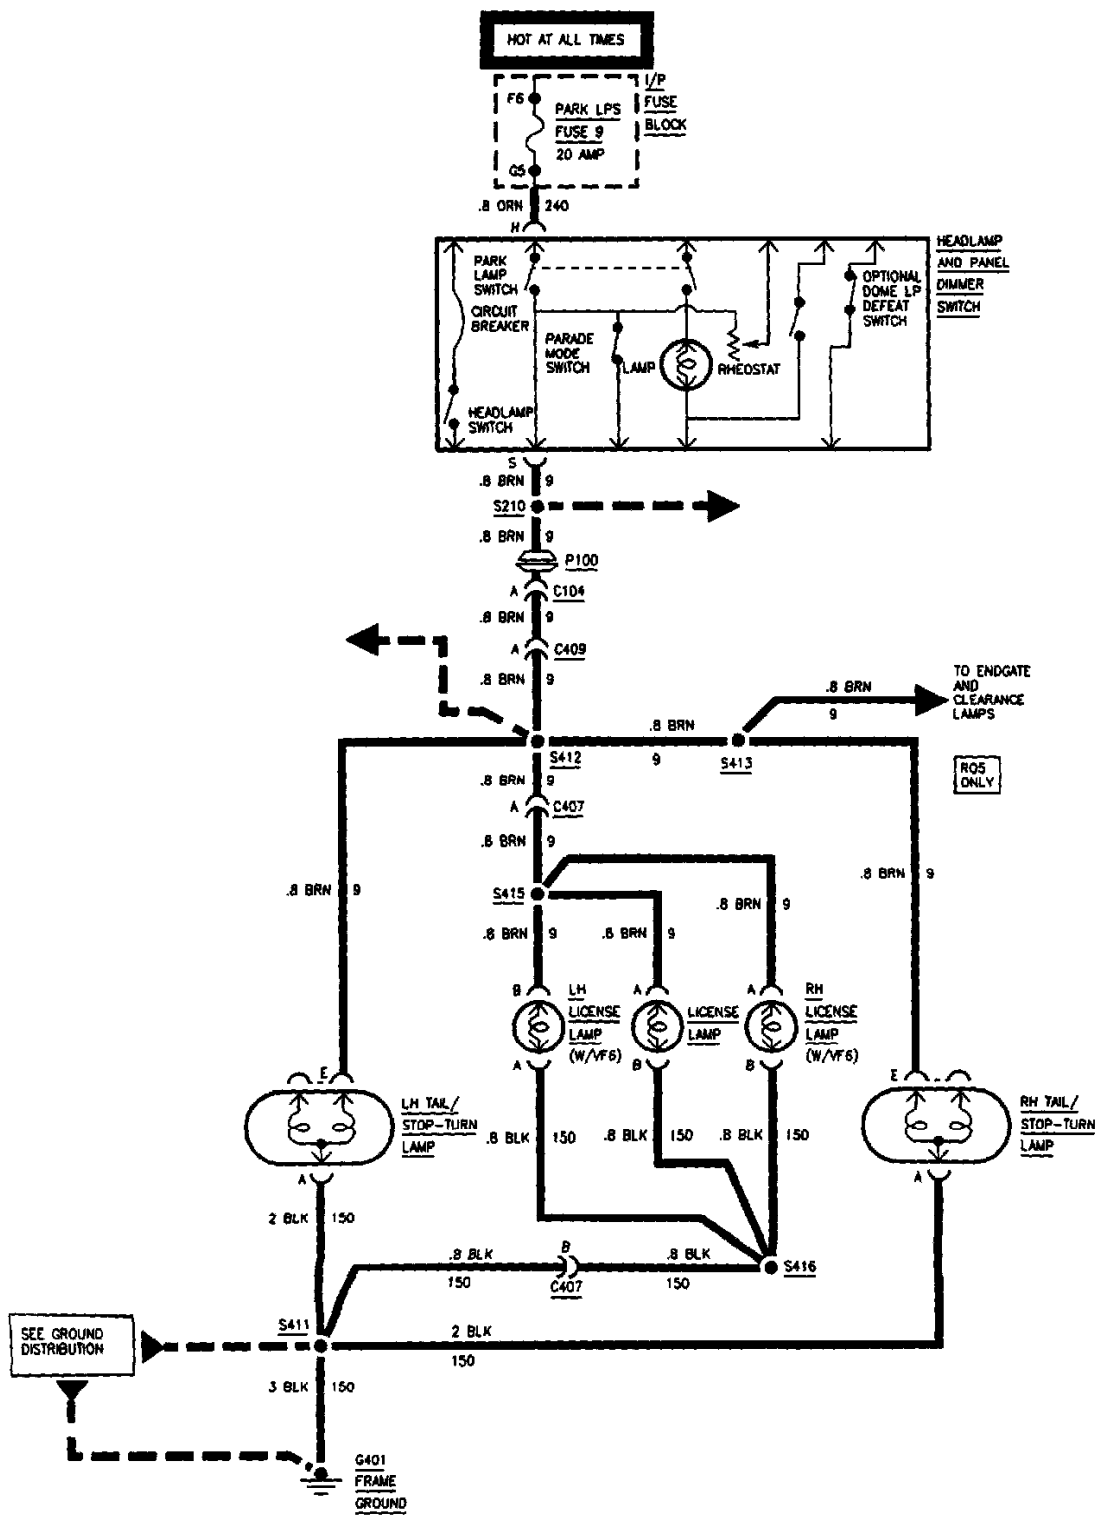 HOT AT ALL TIMES
I/P
FUSE
BLOCK
F6
PARK LPS
FUSE 9
20 AMP
G5
.8 ORN 240
H
HEADLAMP
AND PANEL
DIMMER
SWITCH
PARK
LAMP
SWITCH
OPTIONAL
DOME LP
DEFEAT
SWITCH
CIRCUIT
BREAKER
PARADE
MODE
SWITCH
LAMP
RHEOSTAT
HEADLAMP
SWITCH
S
.8 BRN 9
S210
.8 BRN 9
P100
A C104
.8 BRN 9
A C409
.8 BRN 9
TO ENDGATE
AND
CLEARANCE
LAMPS
.8 BRN
9
.8 BRN
9
S412
S413
R05
ONLY
.8 BRN 9
A C407
.8 BRN 9
.8 BRN 9
.8 BRN 9
S415
.8 BRN 9
.8 BRN 9
.8 BRN 9
B
LH
LICENSE
LAMP
(W/VF6)
A
LICENSE
LAMP
A
RH
LICENSE
LAMP
(W/VF6)
A
B
B
E
LH TAIL/
STOP-TURN
LAMP
E
RH TAIL/
STOP-TURN
LAMP
.8 BLK 150
.8 BLK 150
.8 BLK 150
A
A
2 BLK 150
.8 BLK
150
B
C407
.8 BLK
150
S416
S411
SEE GROUND
DISTRIBUTION
2 BLK
150
3 BLK 150
G401
FRAME
GROUND